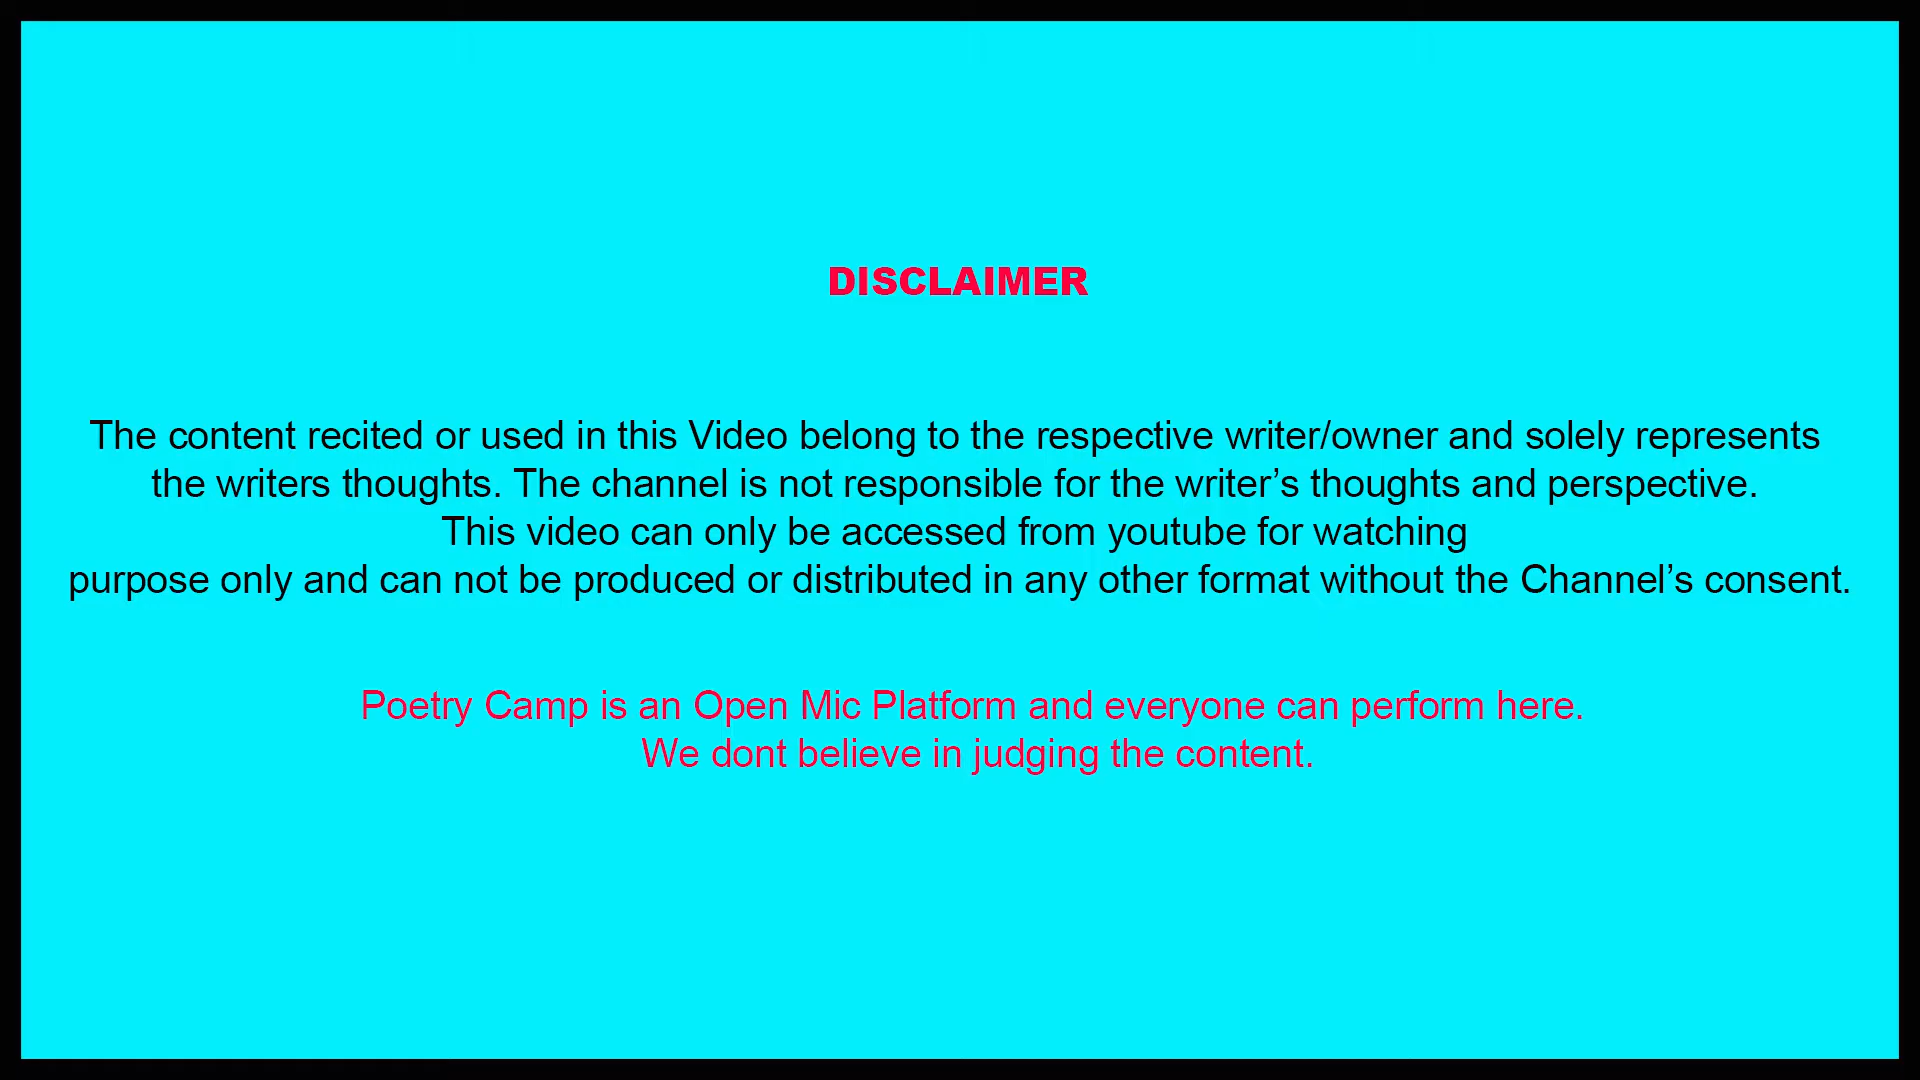 DISCLAIMER
The content recited or used in this Video belong to the respective writer/owner and solely represents
the writers thoughts. The channel is not responsible for the writer’s thoughts and perspective.
This video can only be accessed from youtube for watching
purpose only and can not be produced or distributed in any other format without the Channel’s consent.
Poetry Camp is an Open Mic Platform and everyone can perform here.
We dont believe in judging the content.